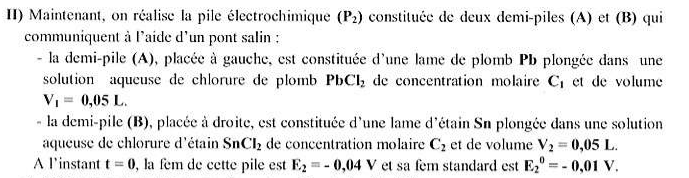 II) Maintenant, on réalise la pile électrochimique (P₂) constituée de deux demi-piles (A) et (B) qui
communiquent à l'aide d'un pont salin :
- la demi-pile (A), placée à gauche, est constituée d'une lame de plomb Pb plongée dans une
solution aqueuse de chlorure de plomb PbCl₂ de concentration molaire C₁ et de volume
V₁ = 0,05 L.
- la demi-pile (B), placée à droite, est constituée d'une lame d'étain Sn plongée dans une solution
aqueuse de chlorure d'étain SnCl₂ de concentration molaire C₂ et de volume V₂ = 0,05 L.
A l'instant t = 0, la fem de cette pile est E₂ = - 0,04 V et sa fem standard est E₂⁰ = - 0,01 V.